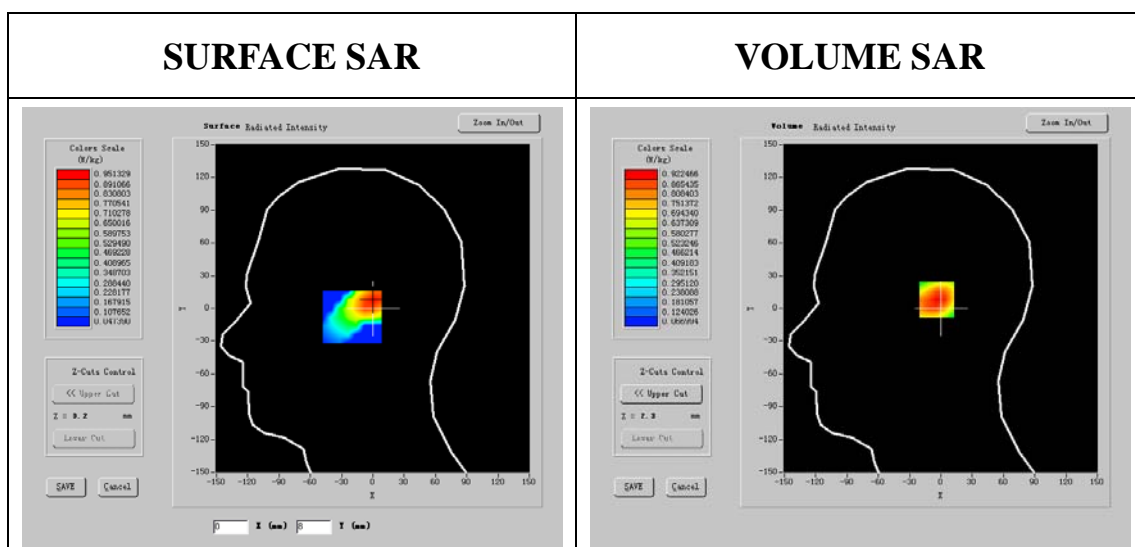 SURFACE SAR
VOLUME SAR
Surface Radiated Intensity
Zoom In/Out
Colors Scale
(W/kg)
0.951329
0.891066
0.830803
0.770541
0.710278
0.650016
0.589753
0.529490
0.469228
0.408965
0.348703
0.288440
0.228177
0.167915
0.107652
0.047390
150
120
90
60
30
0
-30
-60
-90
-120
-150
Y
-150 -120 -90 -60 -30 0 30 60 90 120 150
X
Z-Cuts Control
<< Upper Cut
mm
Lower Cut
SAVE
Cancel
0 X (mm) 8 Y (mm)
Volume Radiated Intensity
Zoom In/Out
Colors Scale
(W/kg)
0.922466
0.865435
0.808403
0.751372
0.694340
0.637309
0.580277
0.523246
0.466214
0.409183
0.352151
0.295120
0.238088
0.181057
0.124026
0.066994
150
120
90
60
30
0
-30
-60
-90
-120
-150
Y
-150 -120 -90 -60 -30 0 30 60 90 120 150
X
Z-Cuts Control
<< Upper Cut
mm
Lower Cut
SAVE
Cancel